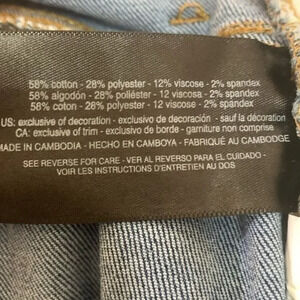 58% cotton - 28% polyester - 12% viscose - 2% spandex
58% algodón - 28% poliéster - 12 viscosa - 2% spandex
58% coton - 28% polyester - 12 viscose - 2% spandex
US: exclusive of decoration - exclusivo de decoración - sauf la décoration
CA: exclusive of trim - exclusivo de borde - garniture non comprise
MADE IN CAMBODIA - HECHO EN CAMBOYA - FABRIQUÉ AU CAMBODGE
SEE REVERSE FOR CARE - VER AL REVERSO PARA EL CUIDADO -
VOIR LES INSTRUCTIONS D'ENTRETIEN AU DOS